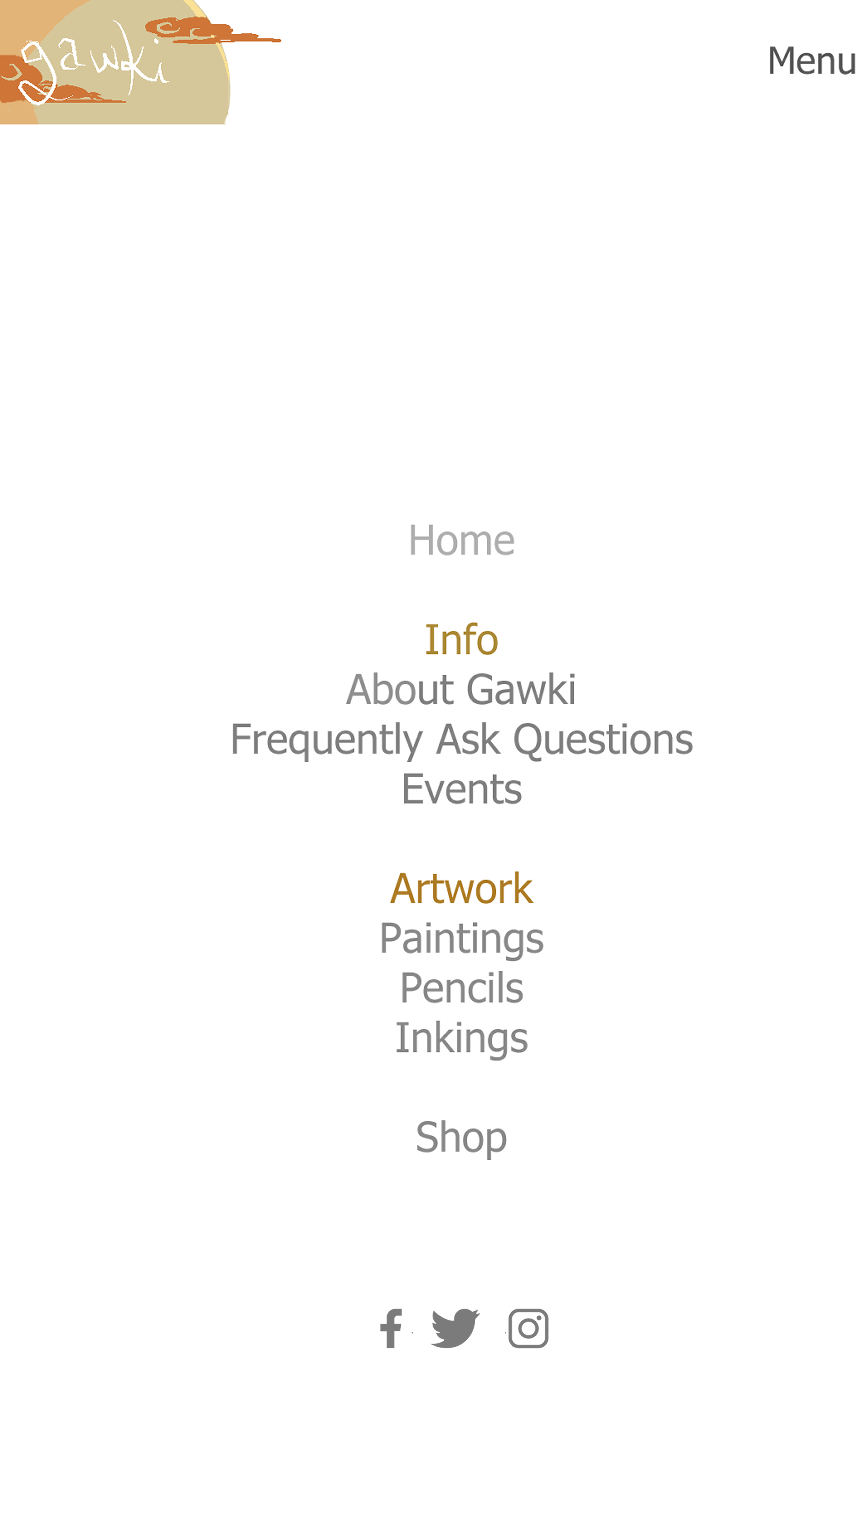 gawki
Menu
Home
Info
About Gawki
Frequently Ask Questions
Events
Artwork
Paintings
Pencils
Inkings
Shop